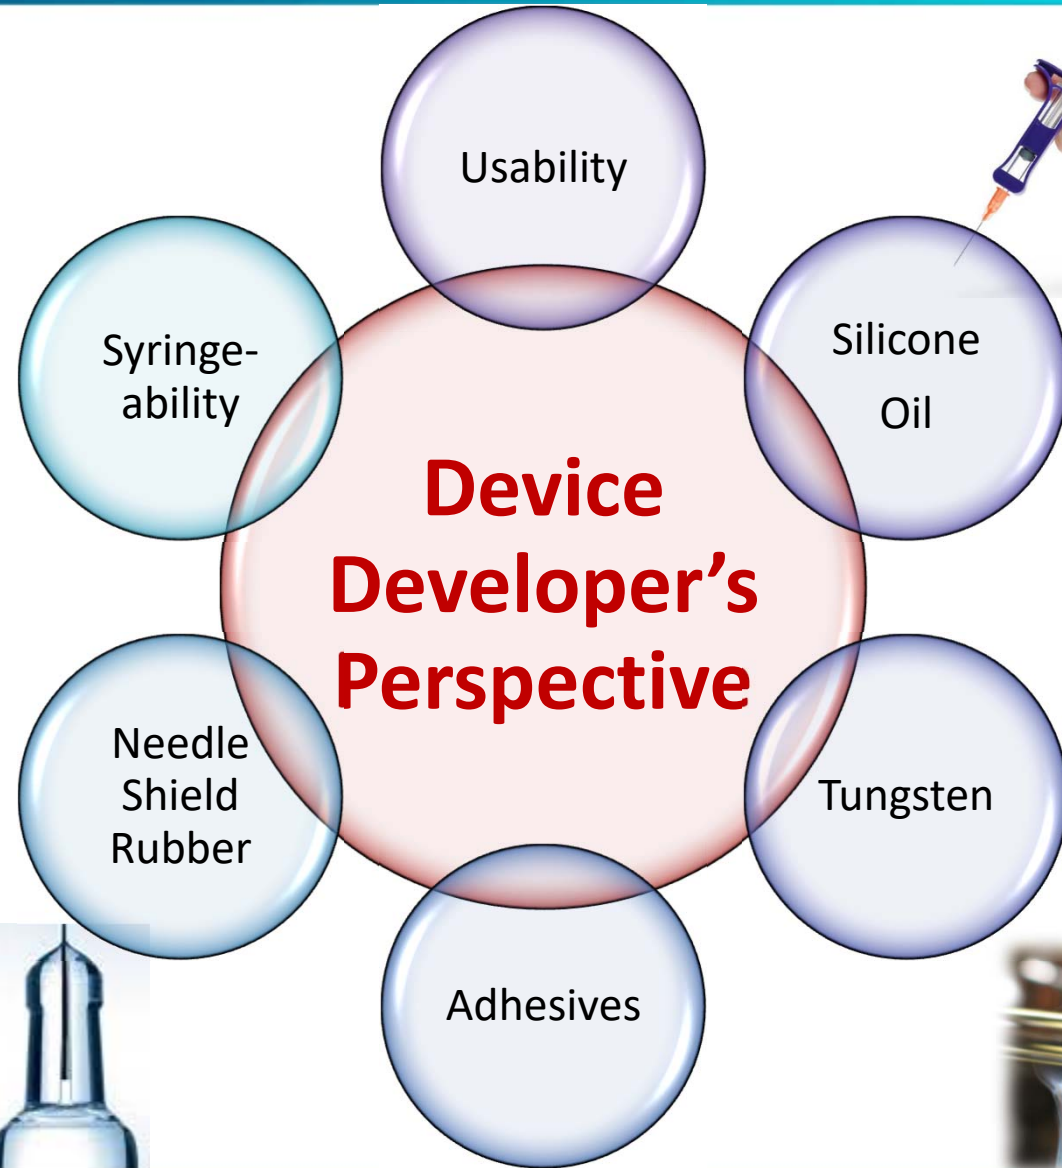 Usability
Silicone
Oil
Syringe-
ability
Device
Developer’s
Perspective
Needle
Shield
Rubber
Tungsten
Adhesives